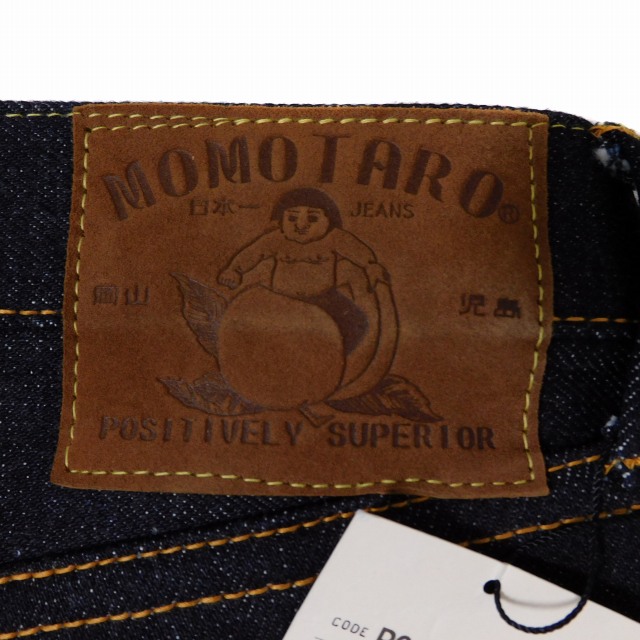 MOMOTARO®
日本一 JEANS
岡山 児島
POSITIVELY SUPERIOR
CODE